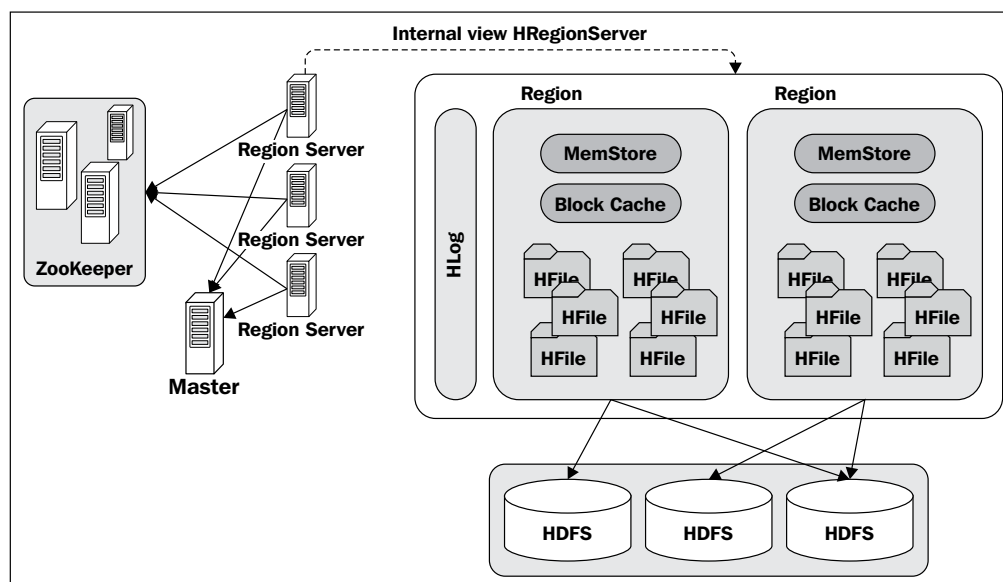 Internal view HRegionServer
Region Server
Region Server
Region Server
ZooKeeper
Master
HLog
Region
MemStore
Block Cache
HFile
HFile
HFile
HFile
HFile
HFile
Region
MemStore
Block Cache
HFile
HFile
HFile
HFile
HFile
HFile
HDFS
HDFS
HDFS